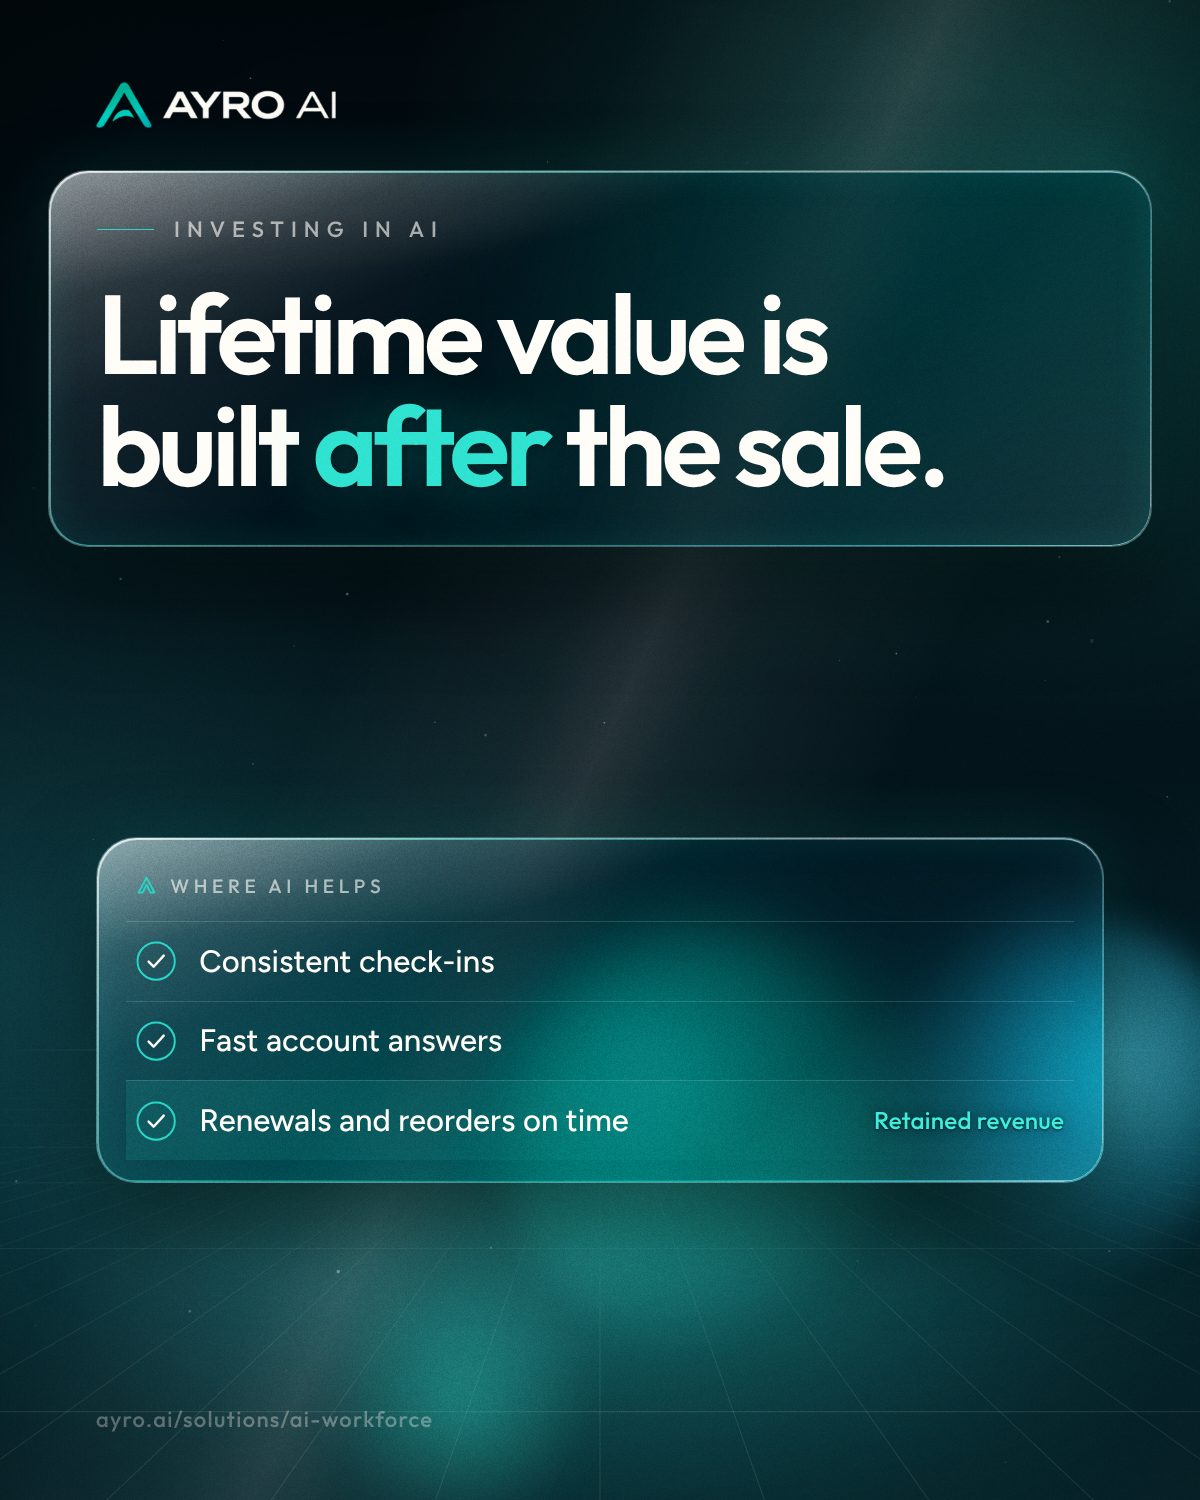 AYRO AI
INVESTING IN AI
Lifetime value is
built after the sale.
WHERE AI HELPS
Consistent check-ins
Fast account answers
Renewals and reorders on time
Retained revenue
ayro.ai/solutions/ai-workforce